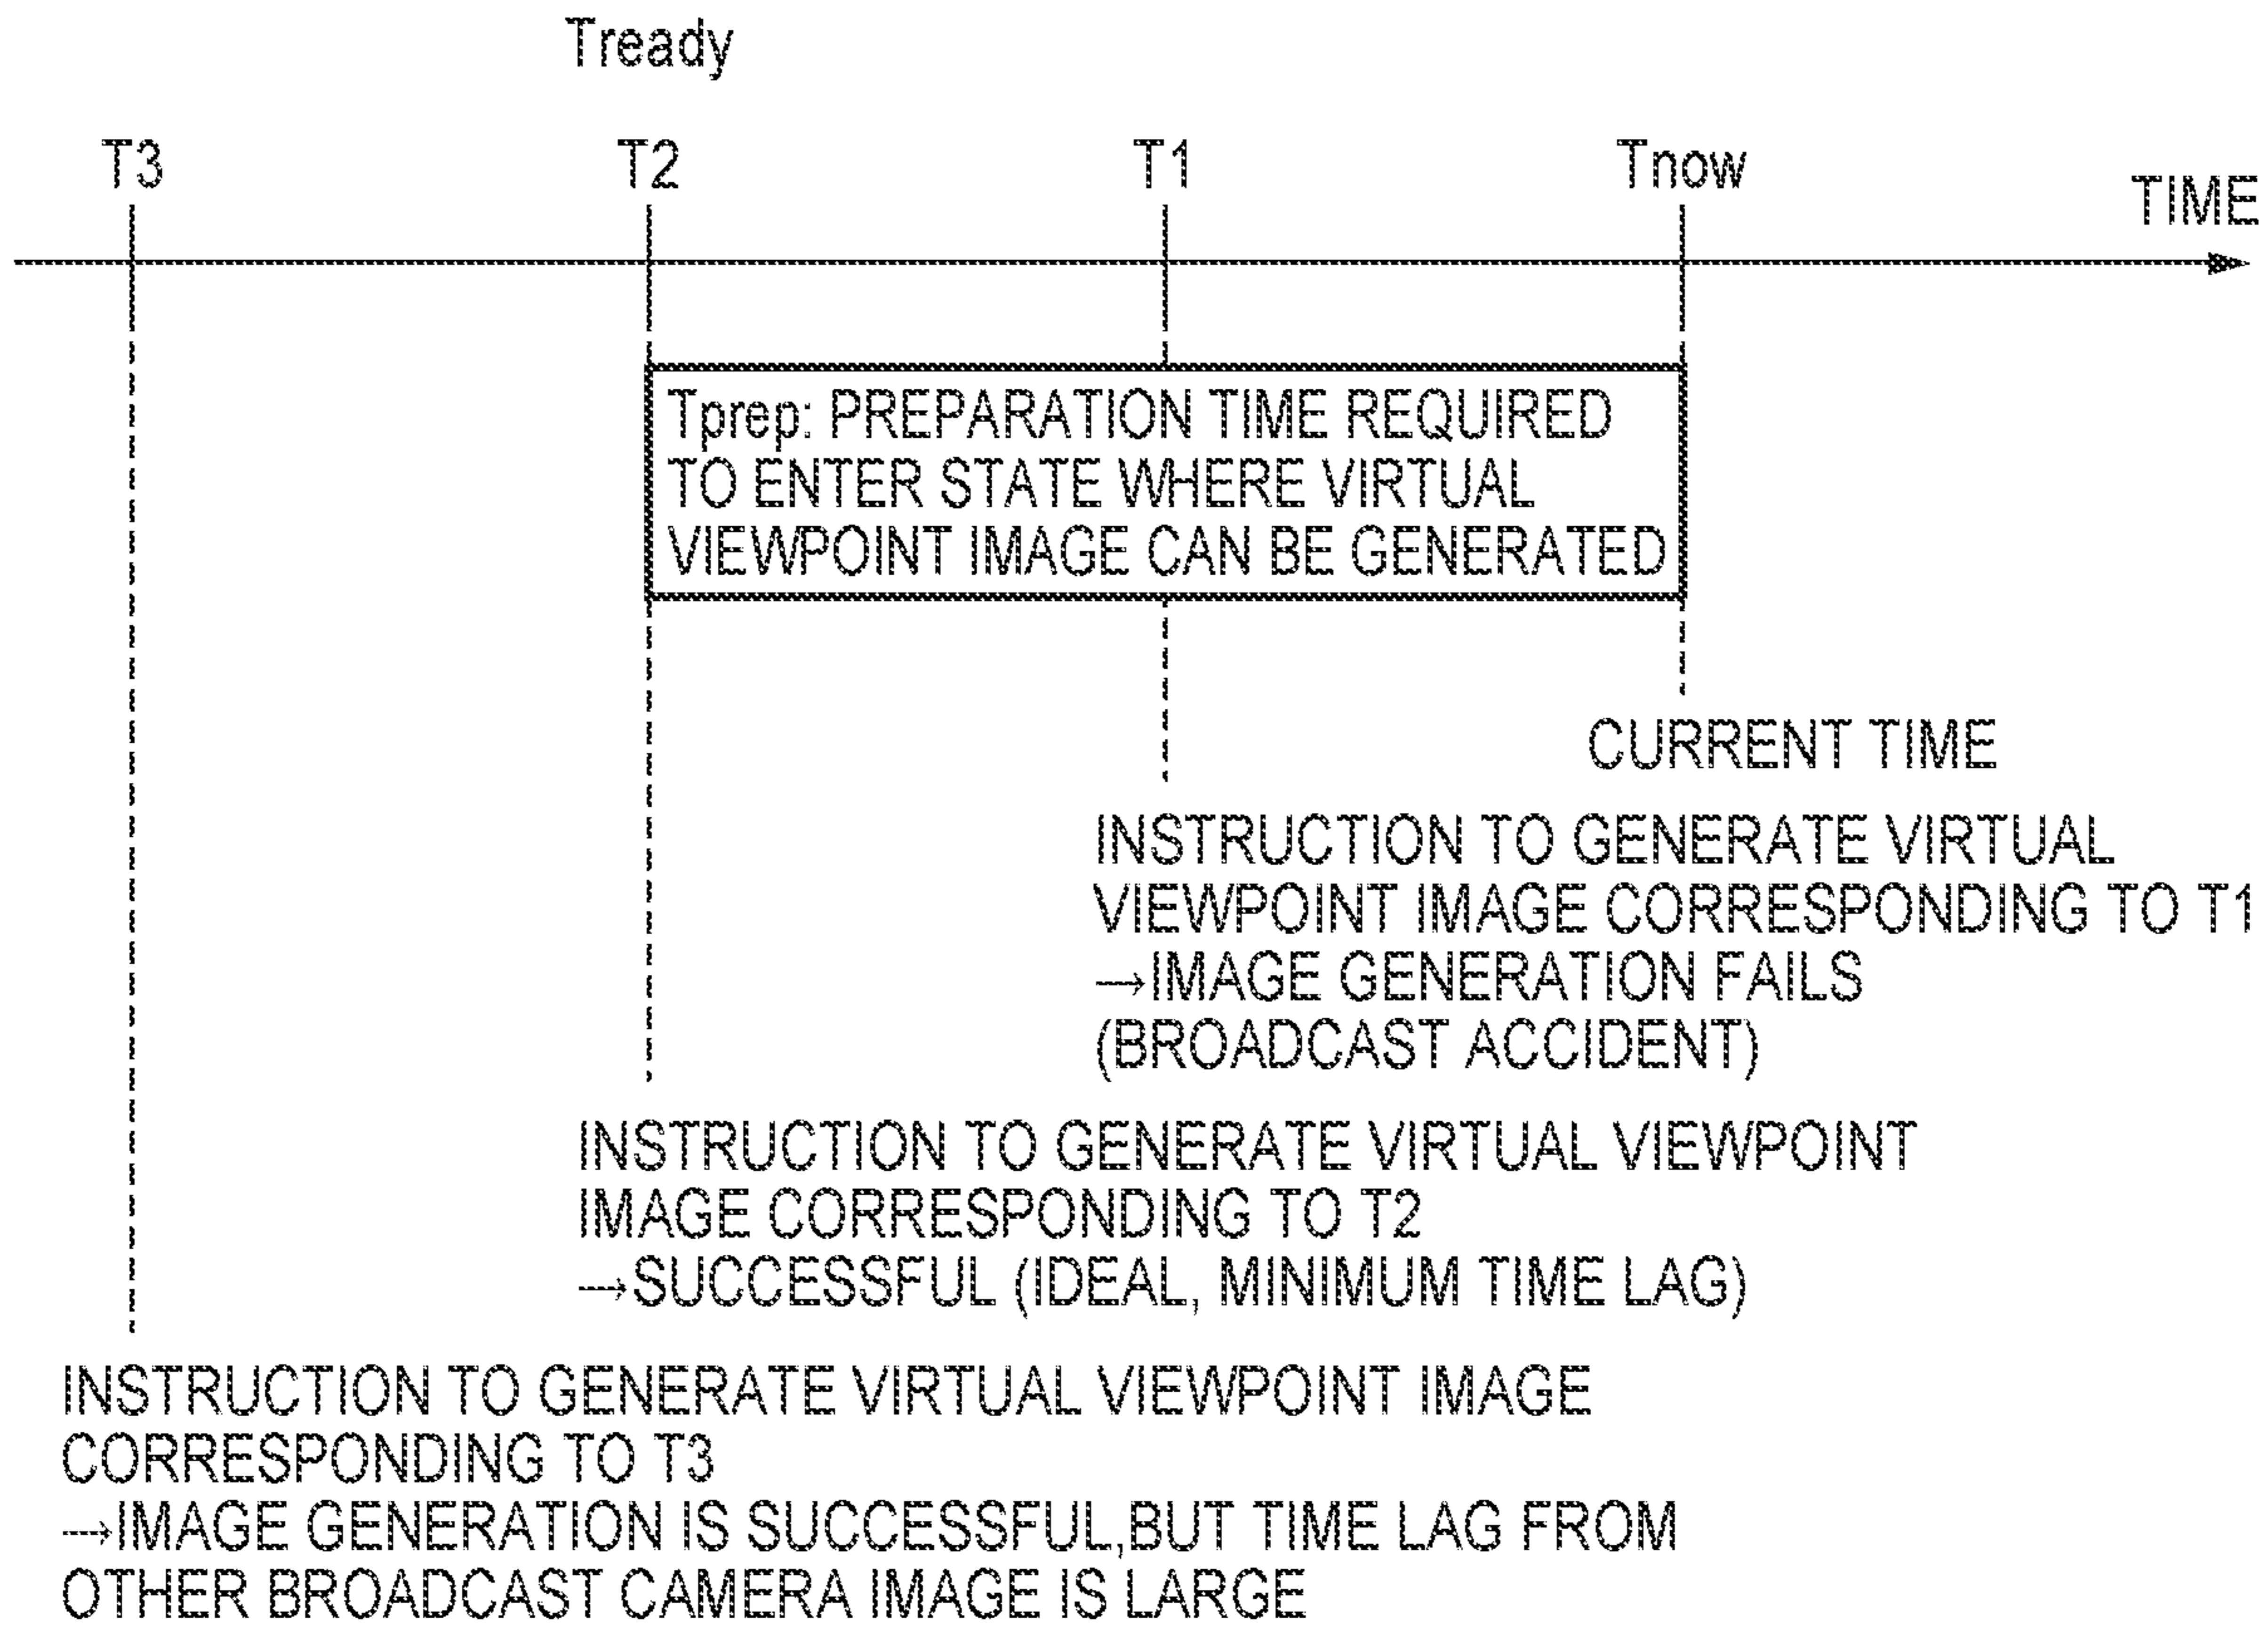 Tready
T3
T2
T1
Tnow
TIME
Tprep: PREPARATION TIME REQUIRED
TO ENTER STATE WHERE VIRTUAL
VIEWPOINT IMAGE CAN BE GENERATED
CURRENT TIME
INSTRUCTION TO GENERATE VIRTUAL
VIEWPOINT IMAGE CORRESPONDING TO T1
→IMAGE GENERATION FAILS
(BROADCAST ACCIDENT)
INSTRUCTION TO GENERATE VIRTUAL VIEWPOINT
IMAGE CORRESPONDING TO T2
→SUCCESSFUL (IDEAL, MINIMUM TIME LAG)
INSTRUCTION TO GENERATE VIRTUAL VIEWPOINT IMAGE
CORRESPONDING TO T3
→IMAGE GENERATION IS SUCCESSFUL,BUT TIME LAG FROM
OTHER BROADCAST CAMERA IMAGE IS LARGE